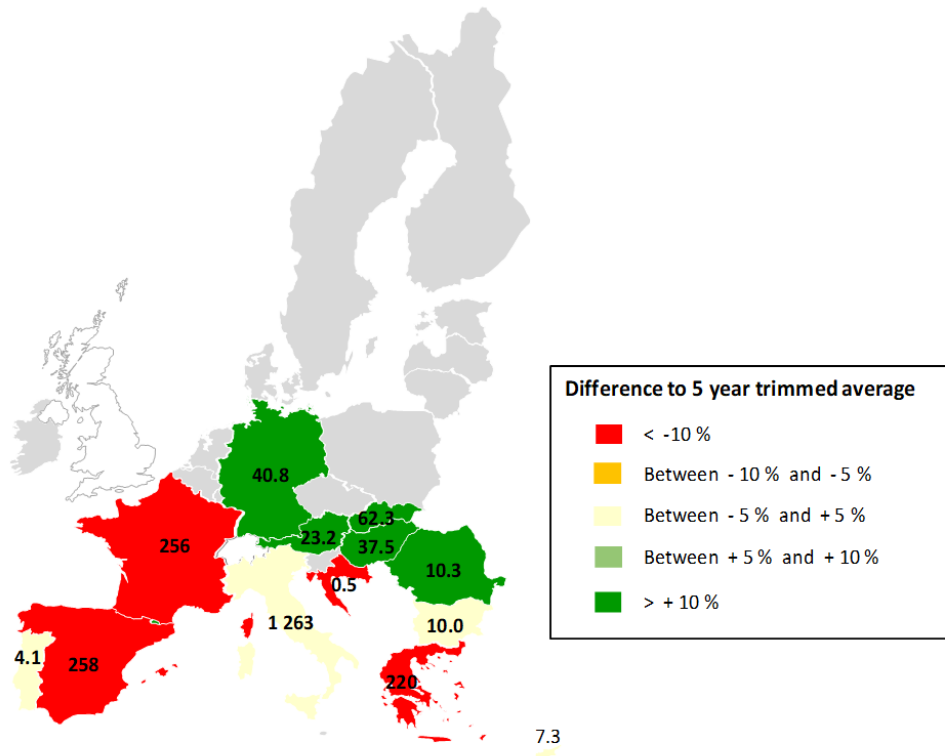 Difference to 5 year trimmed average
< -10 %
Between - 10 % and - 5 %
Between - 5 % and + 5 %
Between + 5 % and + 10 %
> + 10 %
40.8
62.3
23.2
37.5
256
10.3
0.5
1 263
10.0
4.1
258
220
7.3